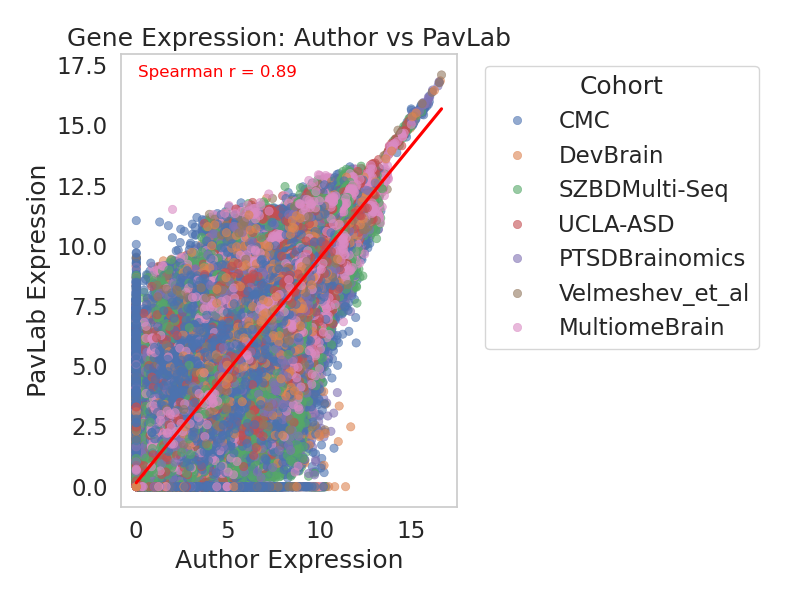 Gene Expression: Author vs PavLab
Spearman r = 0.89
17.5
15.0
12.5
10.0
7.5
5.0
2.5
0.0
PavLab Expression
0 5 10 15
Author Expression
Cohort
CMC
DevBrain
SZBDMulti-Seq
UCLA-ASD
PTSDBrainomics
Velmeshev_et_al
MultiomeBrain